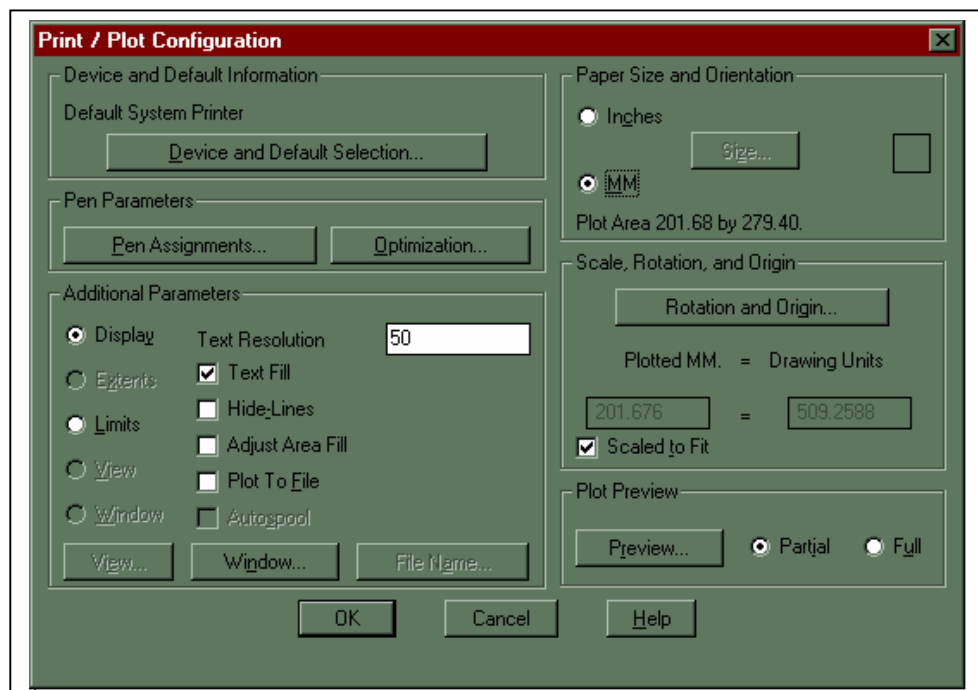 Print / Plot Configuration
Device and Default Information
Default System Printer
Device and Default Selection...
Pen Parameters
Pen Assignments...
Optimization...
Additional Parameters
Display
Extents
Limits
View
Window
Text Resolution
50
Text Fill
Hide-Lines
Adjust Area Fill
Plot To File
Autospool
View...
Window...
File Name...
Paper Size and Orientation
Inches
Size...
MM
Plot Area 201.68 by 279.40.
Scale, Rotation, and Origin
Rotation and Origin...
Plotted MM. = Drawing Units
201.676 = 509.2588
Scaled to Fit
Plot Preview
Preview...
Partial
Full
OK
Cancel
Help